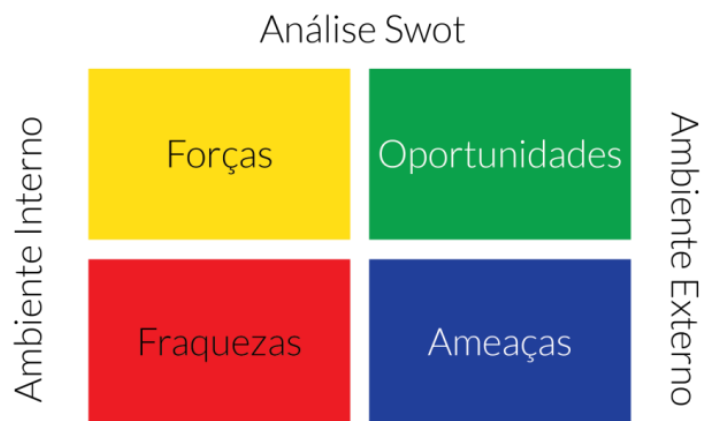 Análise Swot
Ambiente Interno
Forças
Oportunidades
Ambiente Externo
Fraquezas
Ameaças